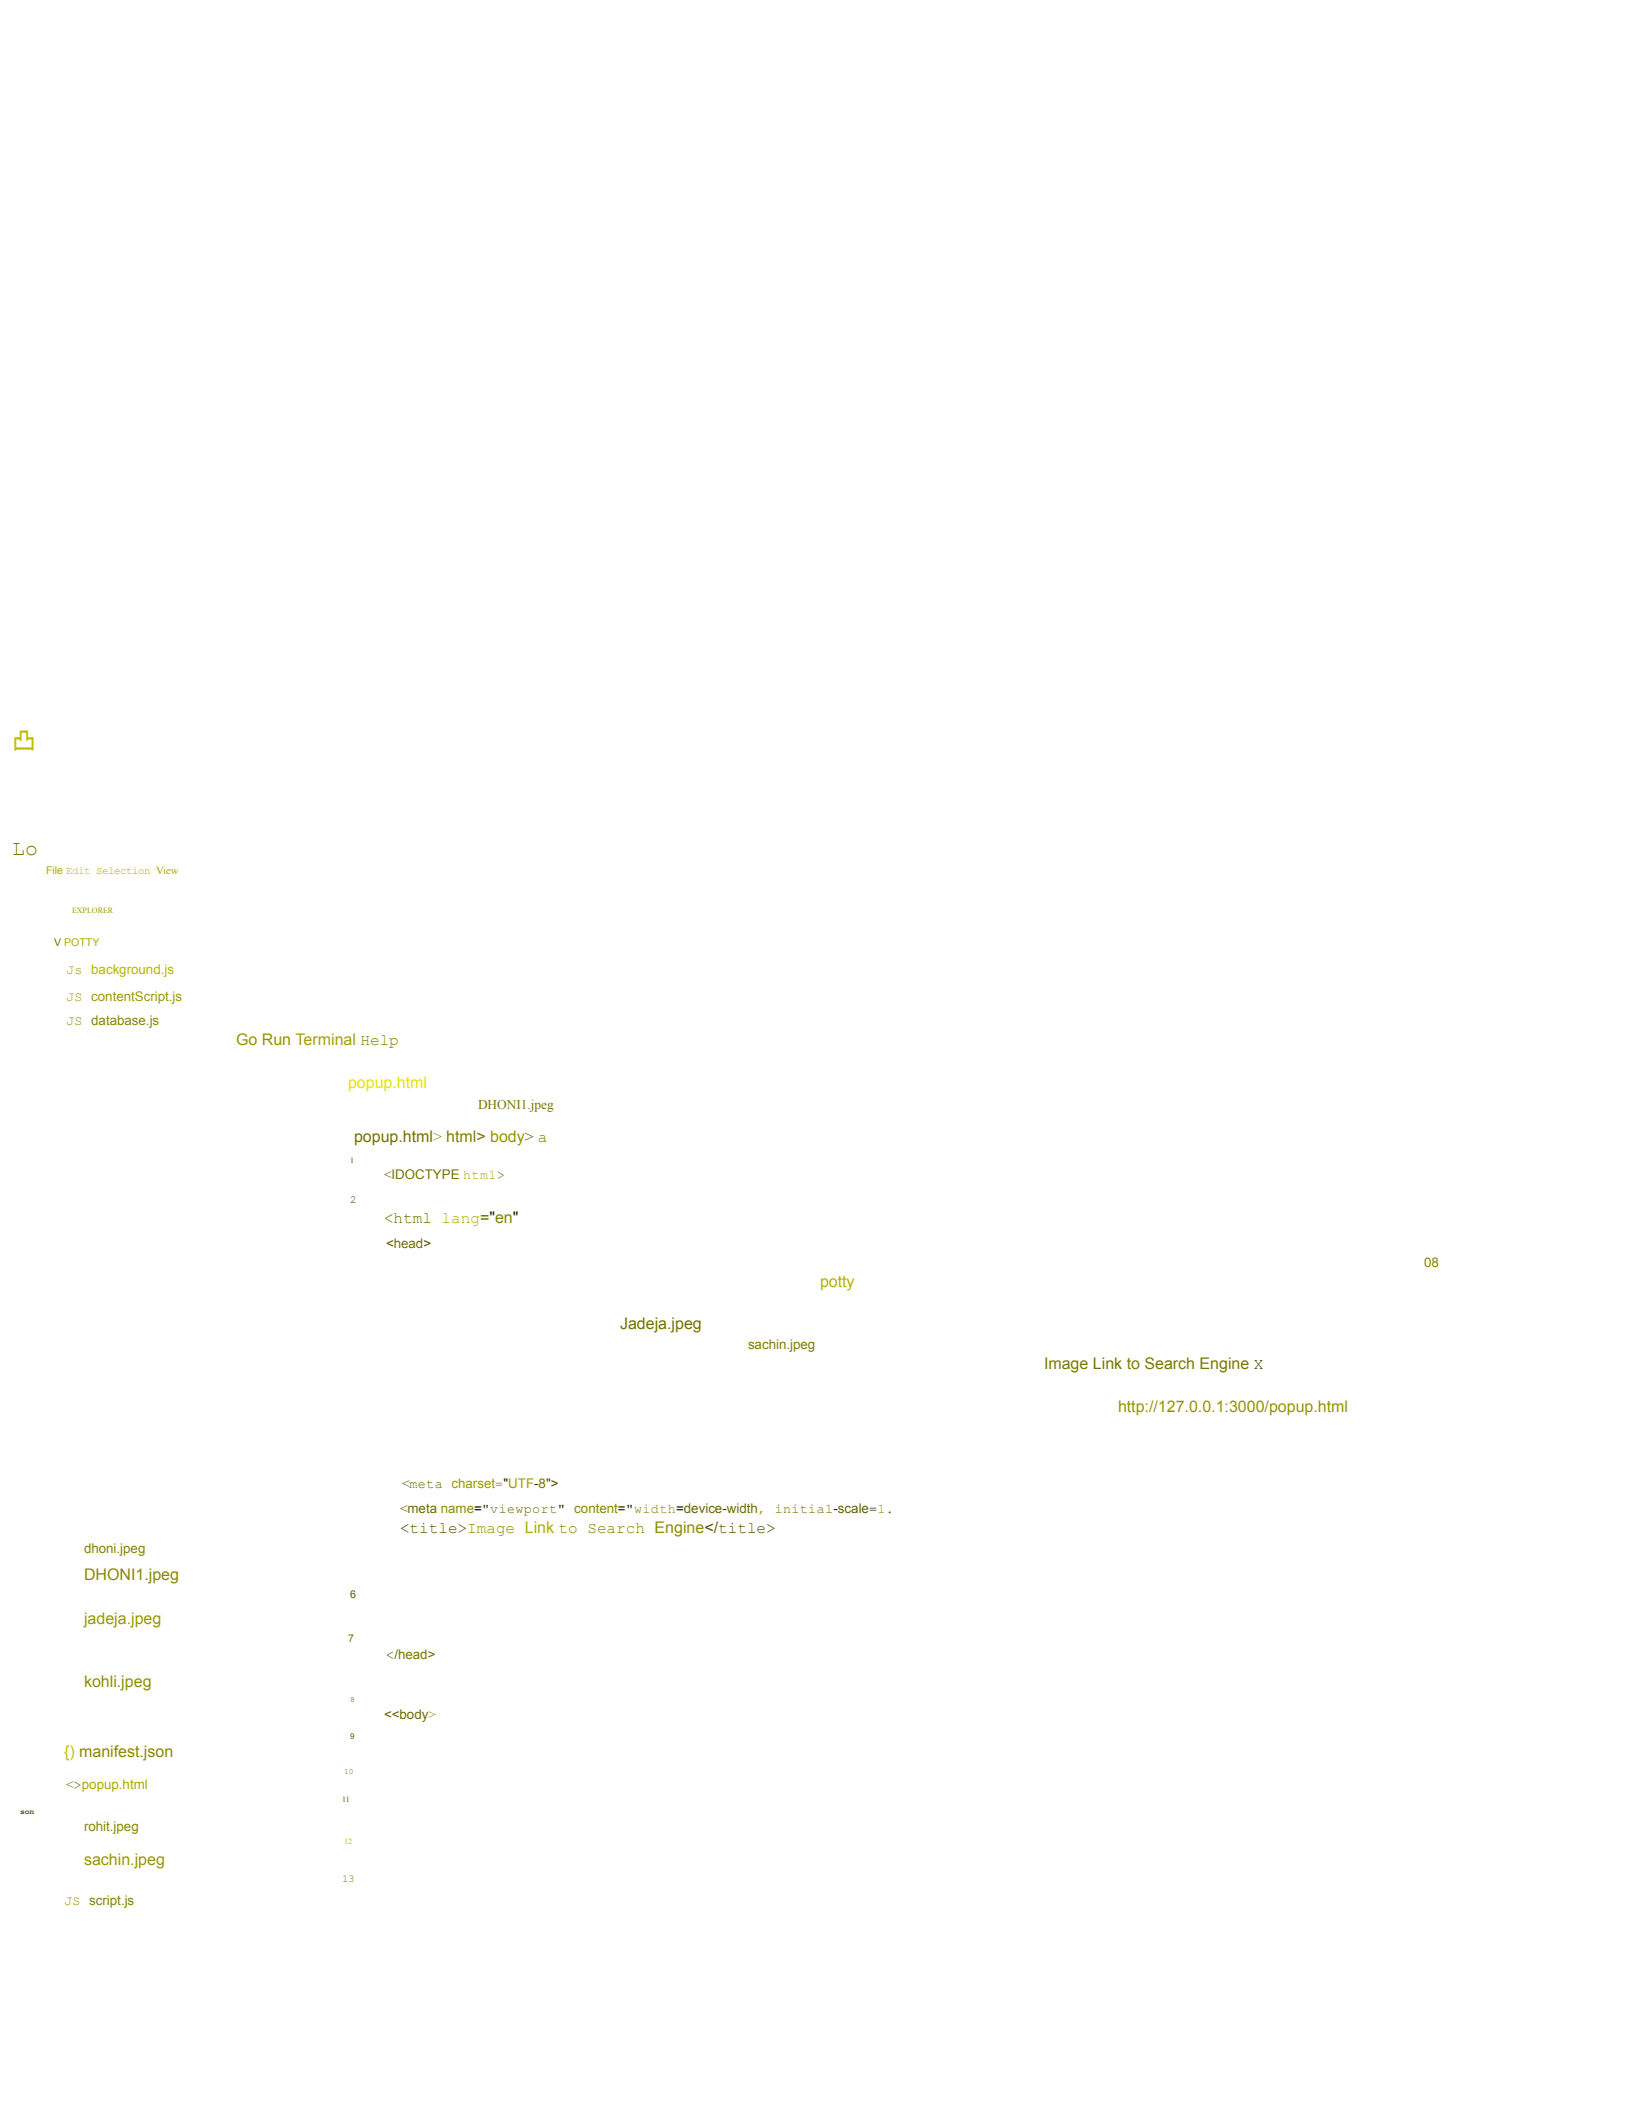 凸
Lo
File Edit Selection View
EXPLORER
V POTTY
Js background.js
JS contentScript.js
JS database.js
Go Run Terminal Help
popup.html
DHONI1.jpeg
popup.html> html> body> a
1
<IDOCTYPE html>
2
<html lang="en"
<head>
08
potty
Jadeja.jpeg
sachin.jpeg
Image Link to Search Engine X
http://127.0.0.1:3000/popup.html
<meta charset="UTF-8">
<meta name="viewport" content="width=device-width, initial-scale=1.
<title>Image Link to Search Engine</title>
dhoni.jpeg
DHONI1.jpeg
6
jadeja.jpeg
7
</head>
kohli.jpeg
8
<<body>
9
{) manifest.json
10
<>popup.html
11
son
rohit.jpeg
12
sachin.jpeg
13
JS script.js